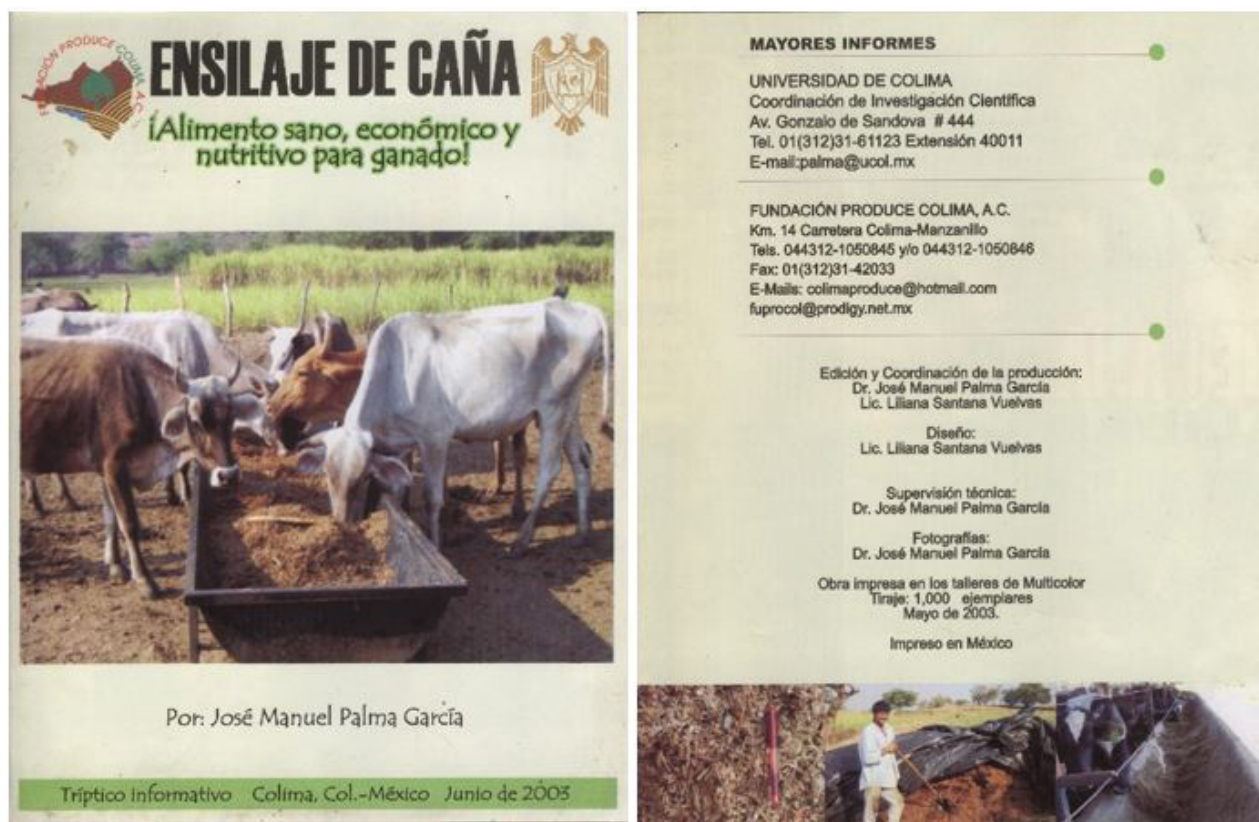 FUNDACIÓN PRODUCE COLIMA, A.C.
ENSILAJE DE CAÑA
¡Alimento sano, económico y
nutritivo para ganado!
Por: José Manuel Palma García
Tríptico informativo Colima, Col.-México Junio de 2003
MAYORES INFORMES
UNIVERSIDAD DE COLIMA
Coordinación de Investigación Científica
Av. Gonzalo de Sandova # 444
Tel. 01(312)31-61123 Extensión 40011
E-mail:palma@ucol.mx
FUNDACIÓN PRODUCE COLIMA, A.C.
Km. 14 Carretera Colima-Manzanillo
Tels. 044312-1050845 y/o 044312-1050846
Fax: 01(312)31-42033
E-Mails: colimaproduce@hotmail.com
fuprocol@prodigy.net.mx
Edición y Coordinación de la producción:
Dr. José Manuel Palma García
Lic. Liliana Santana Vuelvas
Diseño:
Lic. Liliana Santana Vuelvas
Supervisión técnica:
Dr. José Manuel Palma García
Fotografías:
Dr. José Manuel Palma García
Obra impresa en los talleres de Multicolor
Tiraje: 1,000 ejemplares
Mayo de 2003.
Impreso en México